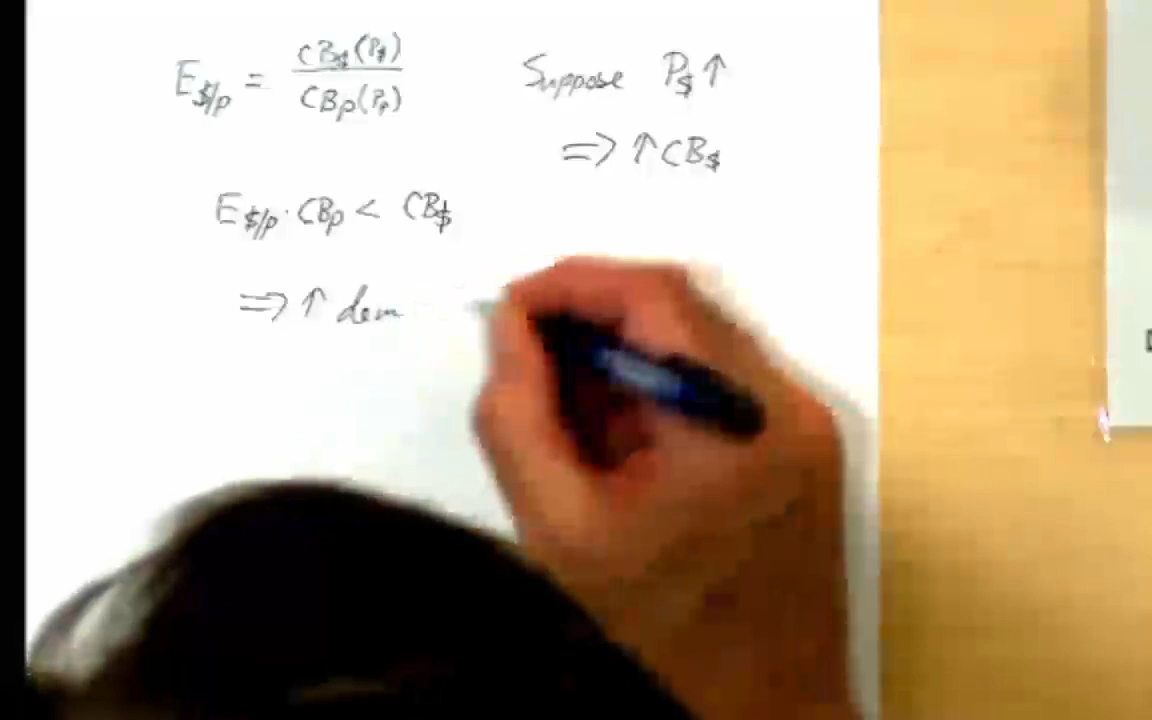 E$/p = CB$(P$) / CBp(Pp)
Suppose P$↑
=> ↑CB$
E$/p · CBp < CB$
=> ↑ dem